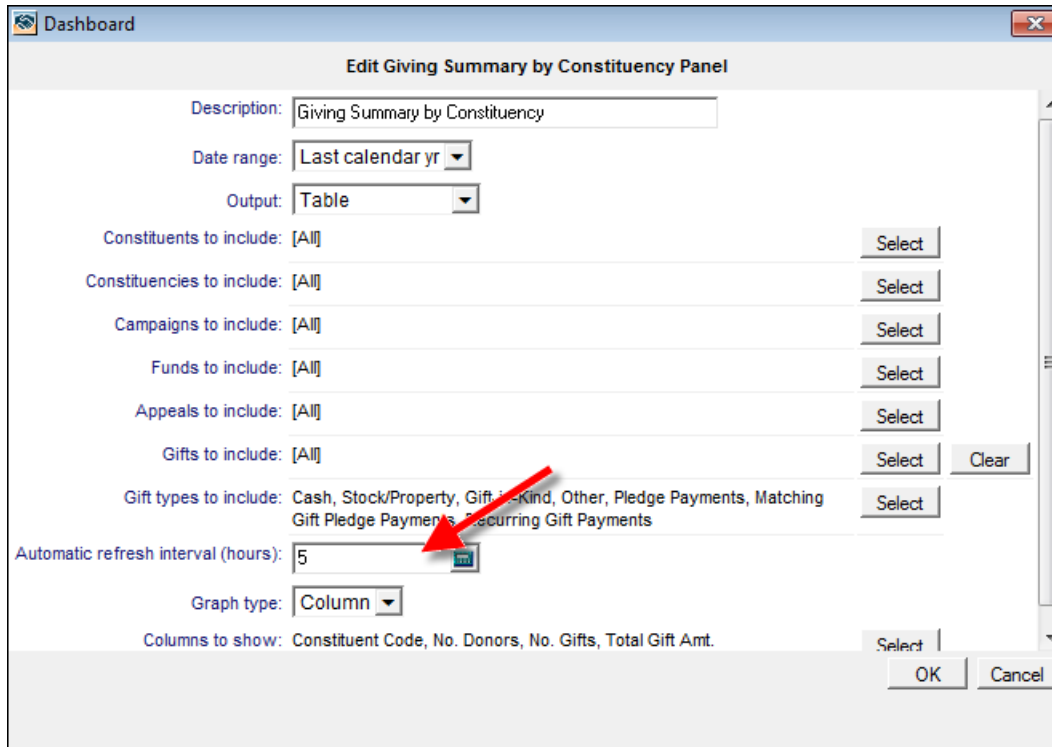 Dashboard
Edit Giving Summary by Constituency Panel
Description: Giving Summary by Constituency
Date range: Last calendar yr
Output: Table
Constituents to include: [All] Select
Constituencies to include: [All] Select
Campaigns to include: [All] Select
Funds to include: [All] Select
Appeals to include: [All] Select
Gifts to include: [All] Select Clear
Gift types to include: Cash, Stock/Property, Gift-in-Kind, Other, Pledge Payments, Matching Select
Gift Pledge Payments, Recurring Gift Payments
Automatic refresh interval (hours): 5
Graph type: Column
Columns to show: Constituent Code, No. Donors, No. Gifts, Total Gift Amt. Select
OK Cancel